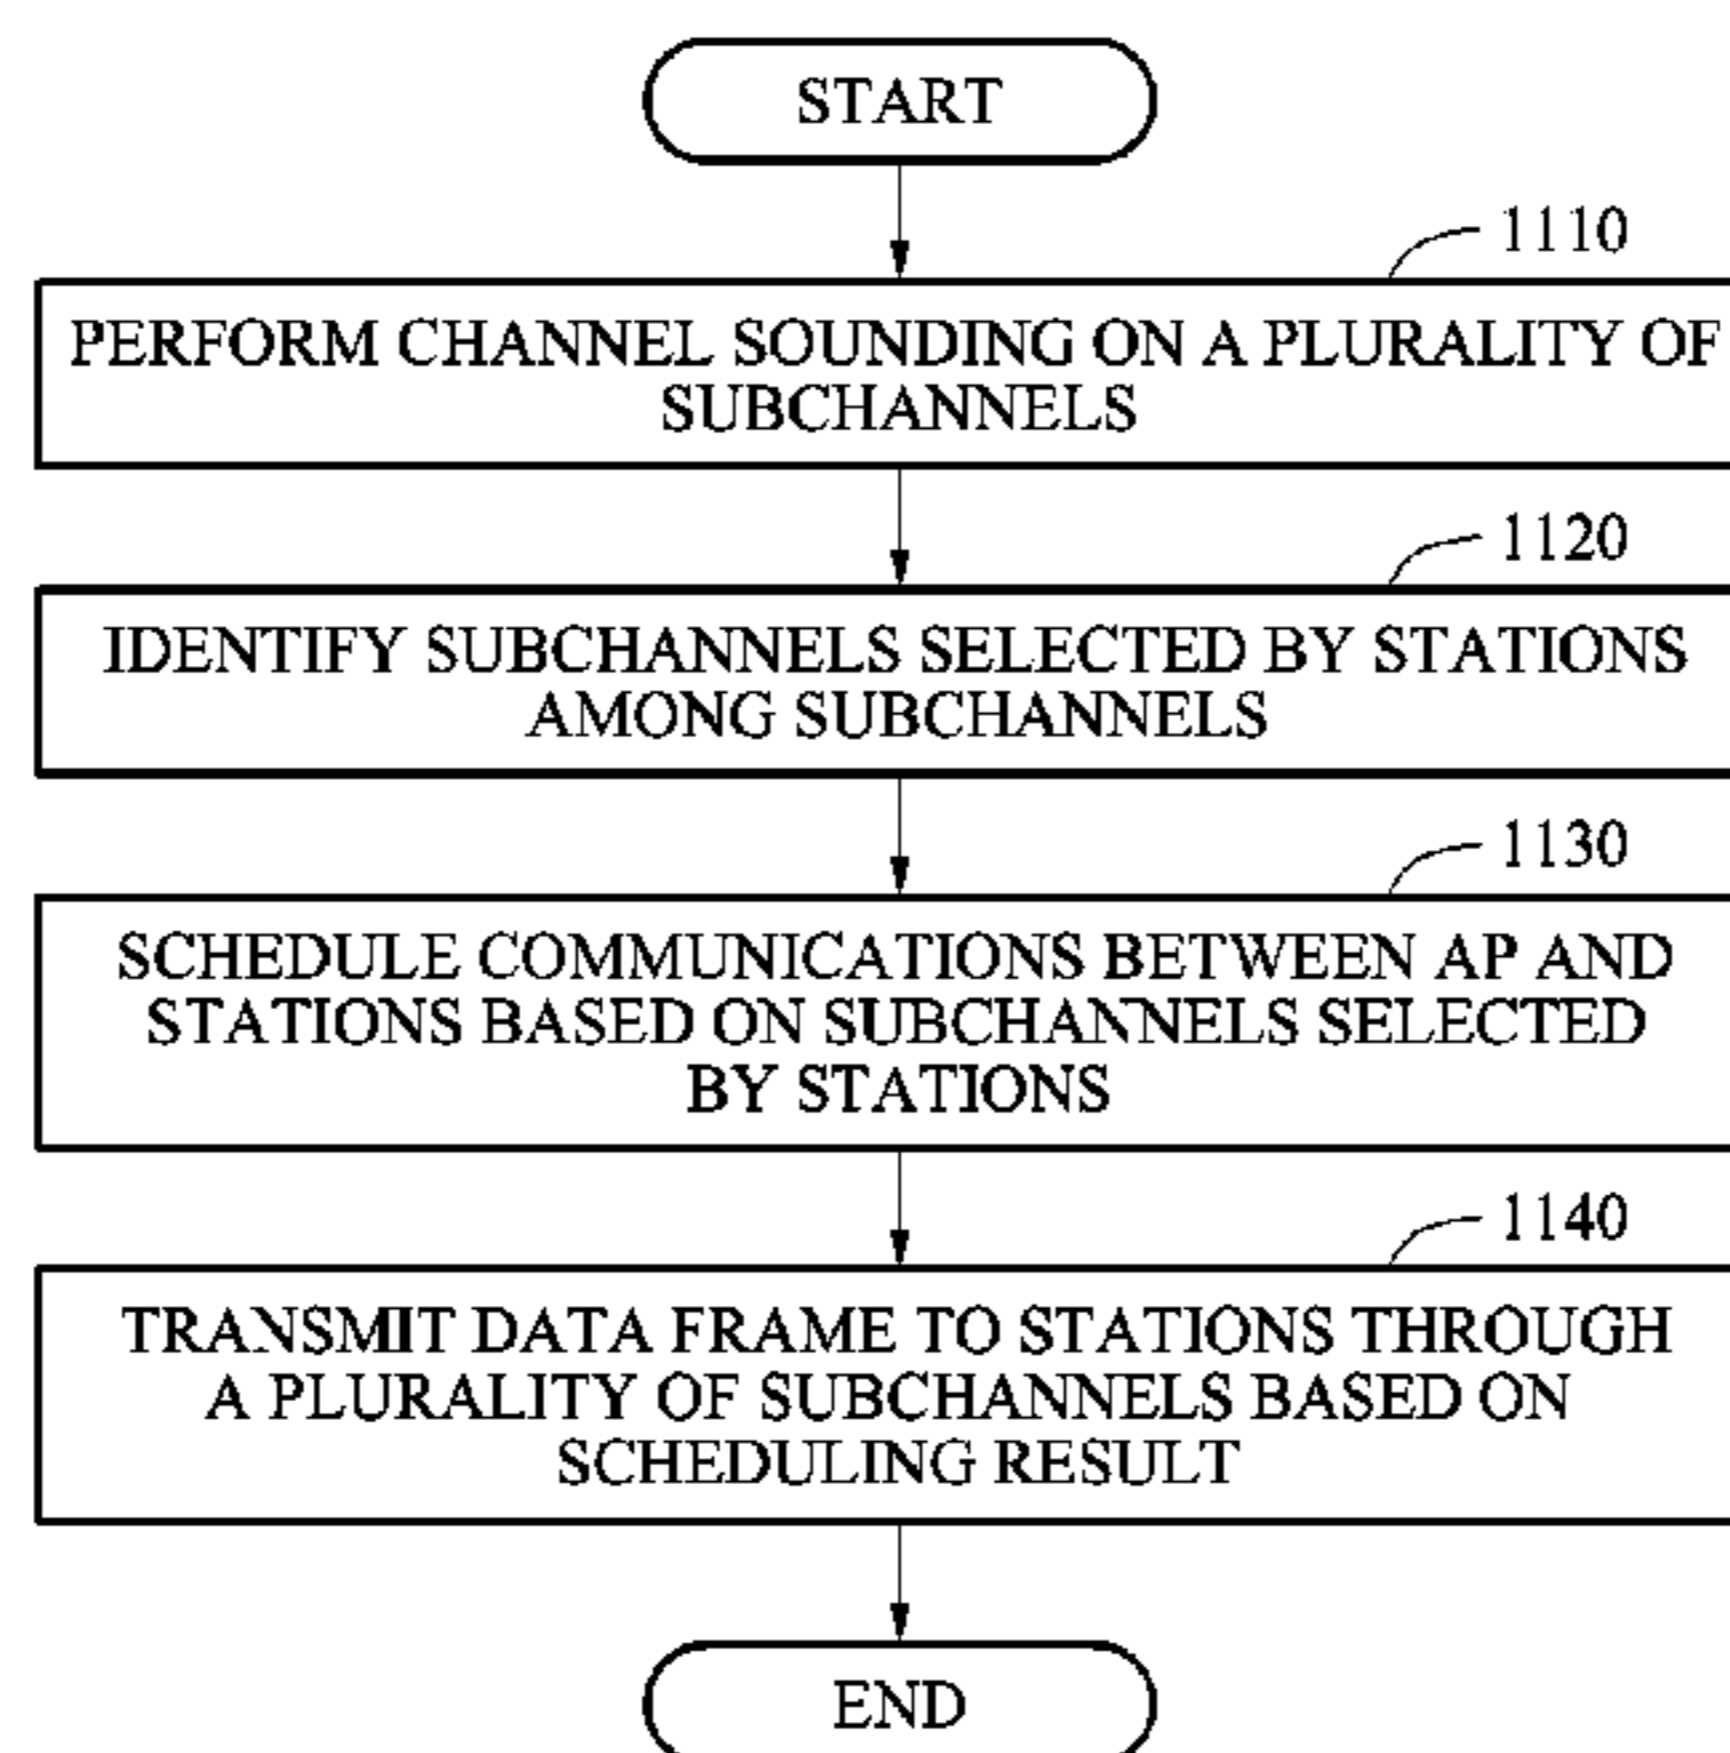 START
1110
PERFORM CHANNEL SOUNDING ON A PLURALITY OF
SUBCHANNELS
1120
IDENTIFY SUBCHANNELS SELECTED BY STATIONS
AMONG SUBCHANNELS
1130
SCHEDULE COMMUNICATIONS BETWEEN AP AND
STATIONS BASED ON SUBCHANNELS SELECTED
BY STATIONS
1140
TRANSMIT DATA FRAME TO STATIONS THROUGH
A PLURALITY OF SUBCHANNELS BASED ON
SCHEDULING RESULT
END